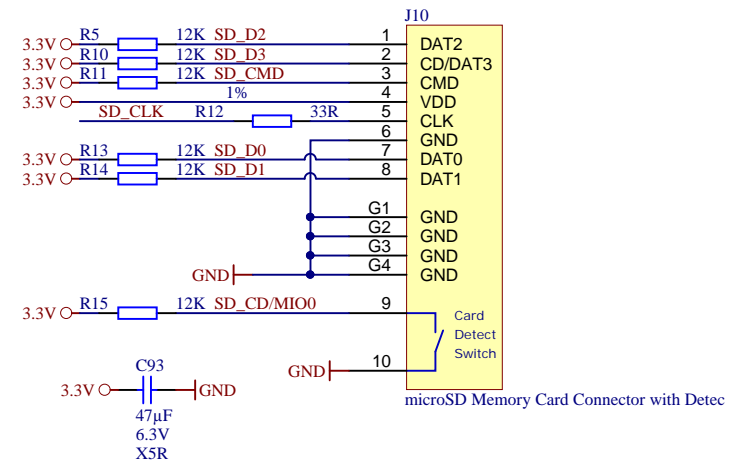 J10
3.3V R5 12K SD_D2 1 DAT2
3.3V R10 12K SD_D3 2 CD/DAT3
3.3V R11 12K SD_CMD 3 CMD
3.3V 1% 4 VDD
SD_CLK R12 33R 5 CLK
6 GND
3.3V R13 12K SD_D0 7 DAT0
3.3V R14 12K SD_D1 8 DAT1
G1 GND
G2 GND
G3 GND
GND G4 GND
3.3V R15 12K SD_CD/MIO0 9 Card
Detect
Switch
GND 10
microSD Memory Card Connector with Detec
C93
3.3V GND
47µF
6.3V
X5R